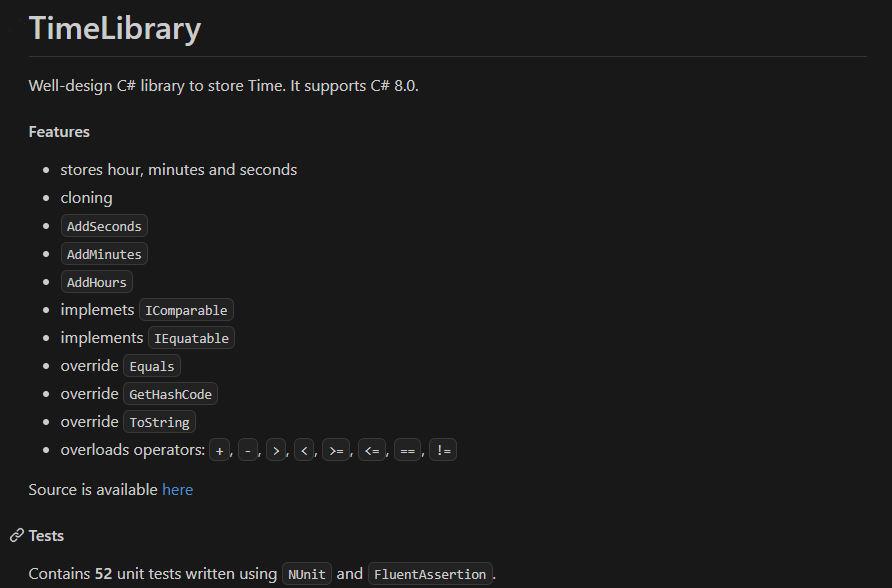 TimeLibrary
Well-design C# library to store Time. It supports C# 8.0.
Features
stores hour, minutes and seconds
cloning
AddSeconds
AddMinutes
AddHours
implemets IComparable
implements IEquatable
override Equals
override GetHashCode
override ToString
overloads operators: +, -, >, <, >=, <=, ==, !=
Source is available here
Tests
Contains 52 unit tests written using NUnit and FluentAssertion.